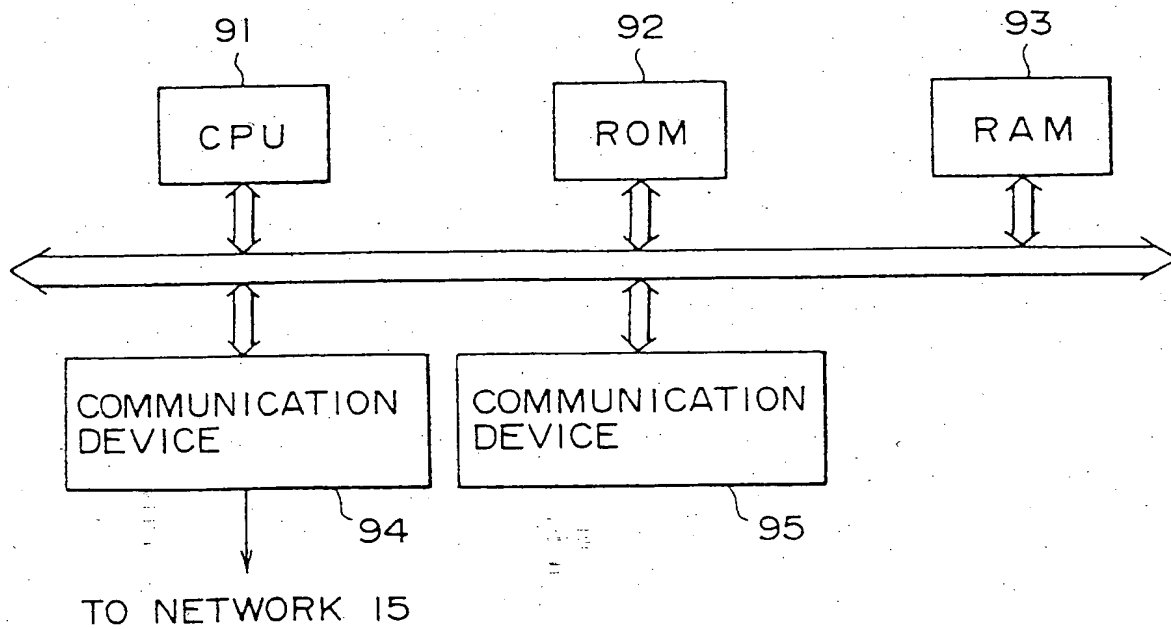 91
92
93
CPU
ROM
RAM
COMMUNICATION
DEVICE
COMMUNICATION
DEVICE
94
95
TO NETWORK 15